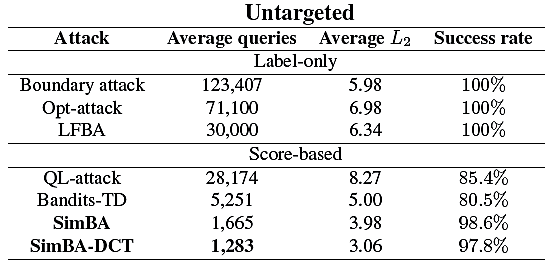 Untargeted
Attack Average queries Average L₂ Success rate
Label-only
Boundary attack 123,407 5.98 100%
Opt-attack 71,100 6.98 100%
LFBA 30,000 6.34 100%
Score-based
QL-attack 28,174 8.27 85.4%
Bandits-TD 5,251 5.00 80.5%
SimBA 1,665 3.98 98.6%
SimBA-DCT 1,283 3.06 97.8%